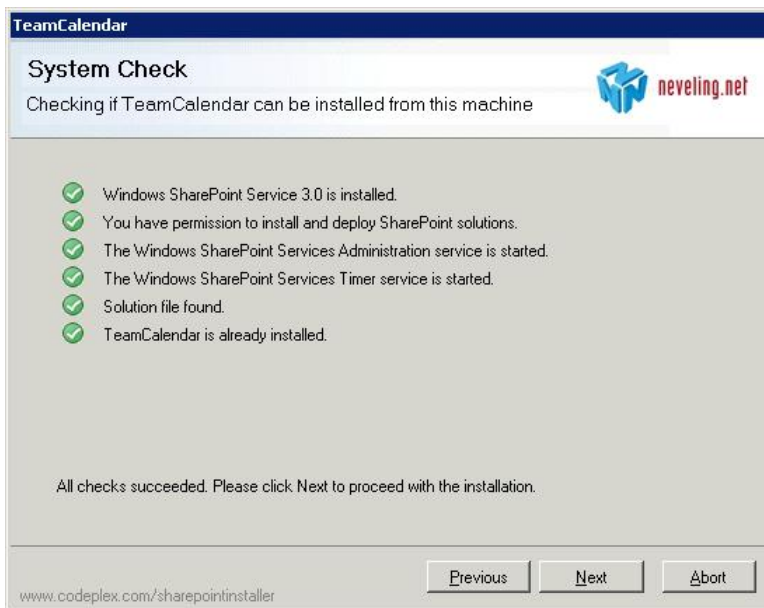 TeamCalendar
System Check
Checking if TeamCalendar can be installed from this machine
neveling.net
Windows SharePoint Service 3.0 is installed.
You have permission to install and deploy SharePoint solutions.
The Windows SharePoint Services Administration service is started.
The Windows SharePoint Services Timer service is started.
Solution file found.
TeamCalendar is already installed.
All checks succeeded. Please click Next to proceed with the installation.
Previous Next Abort
www.codeplex.com/sharepointinstaller